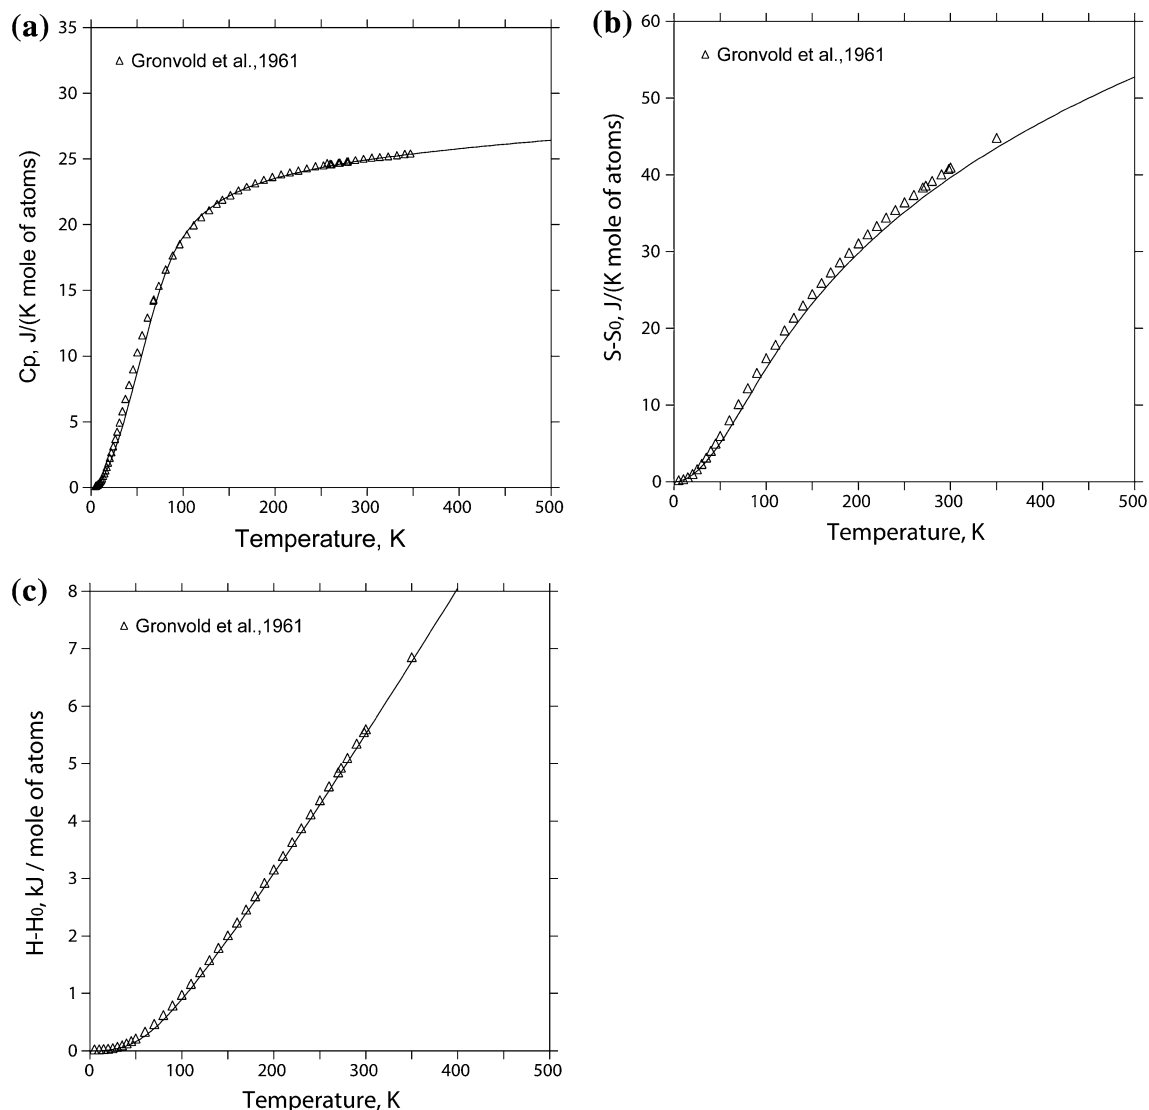 (a)
35
30
25
20
15
10
5
0
Cp, J/(K mole of atoms)
Gronvold et al.,1961
0 100 200 300 400 500
Temperature, K
(b)
60
50
40
30
20
10
0
S-S0, J/(K mole of atoms)
Gronvold et al.,1961
0 100 200 300 400 500
Temperature, K
(c)
8
7
6
5
4
3
2
1
0
H-H0, kJ / mole of atoms
Gronvold et al.,1961
0 100 200 300 400 500
Temperature, K